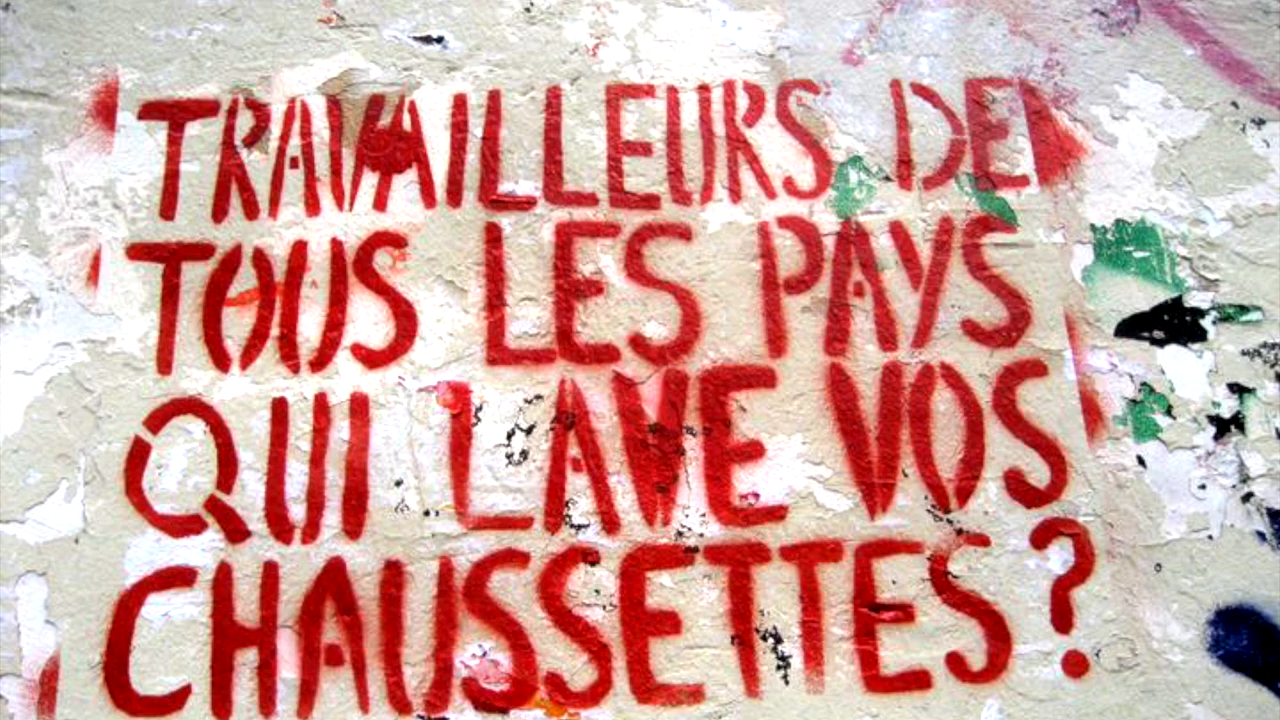 TRAVAILLEURS DE
TOUS LES PAYS
QUI LAVE VOS
CHAUSSETTES ?